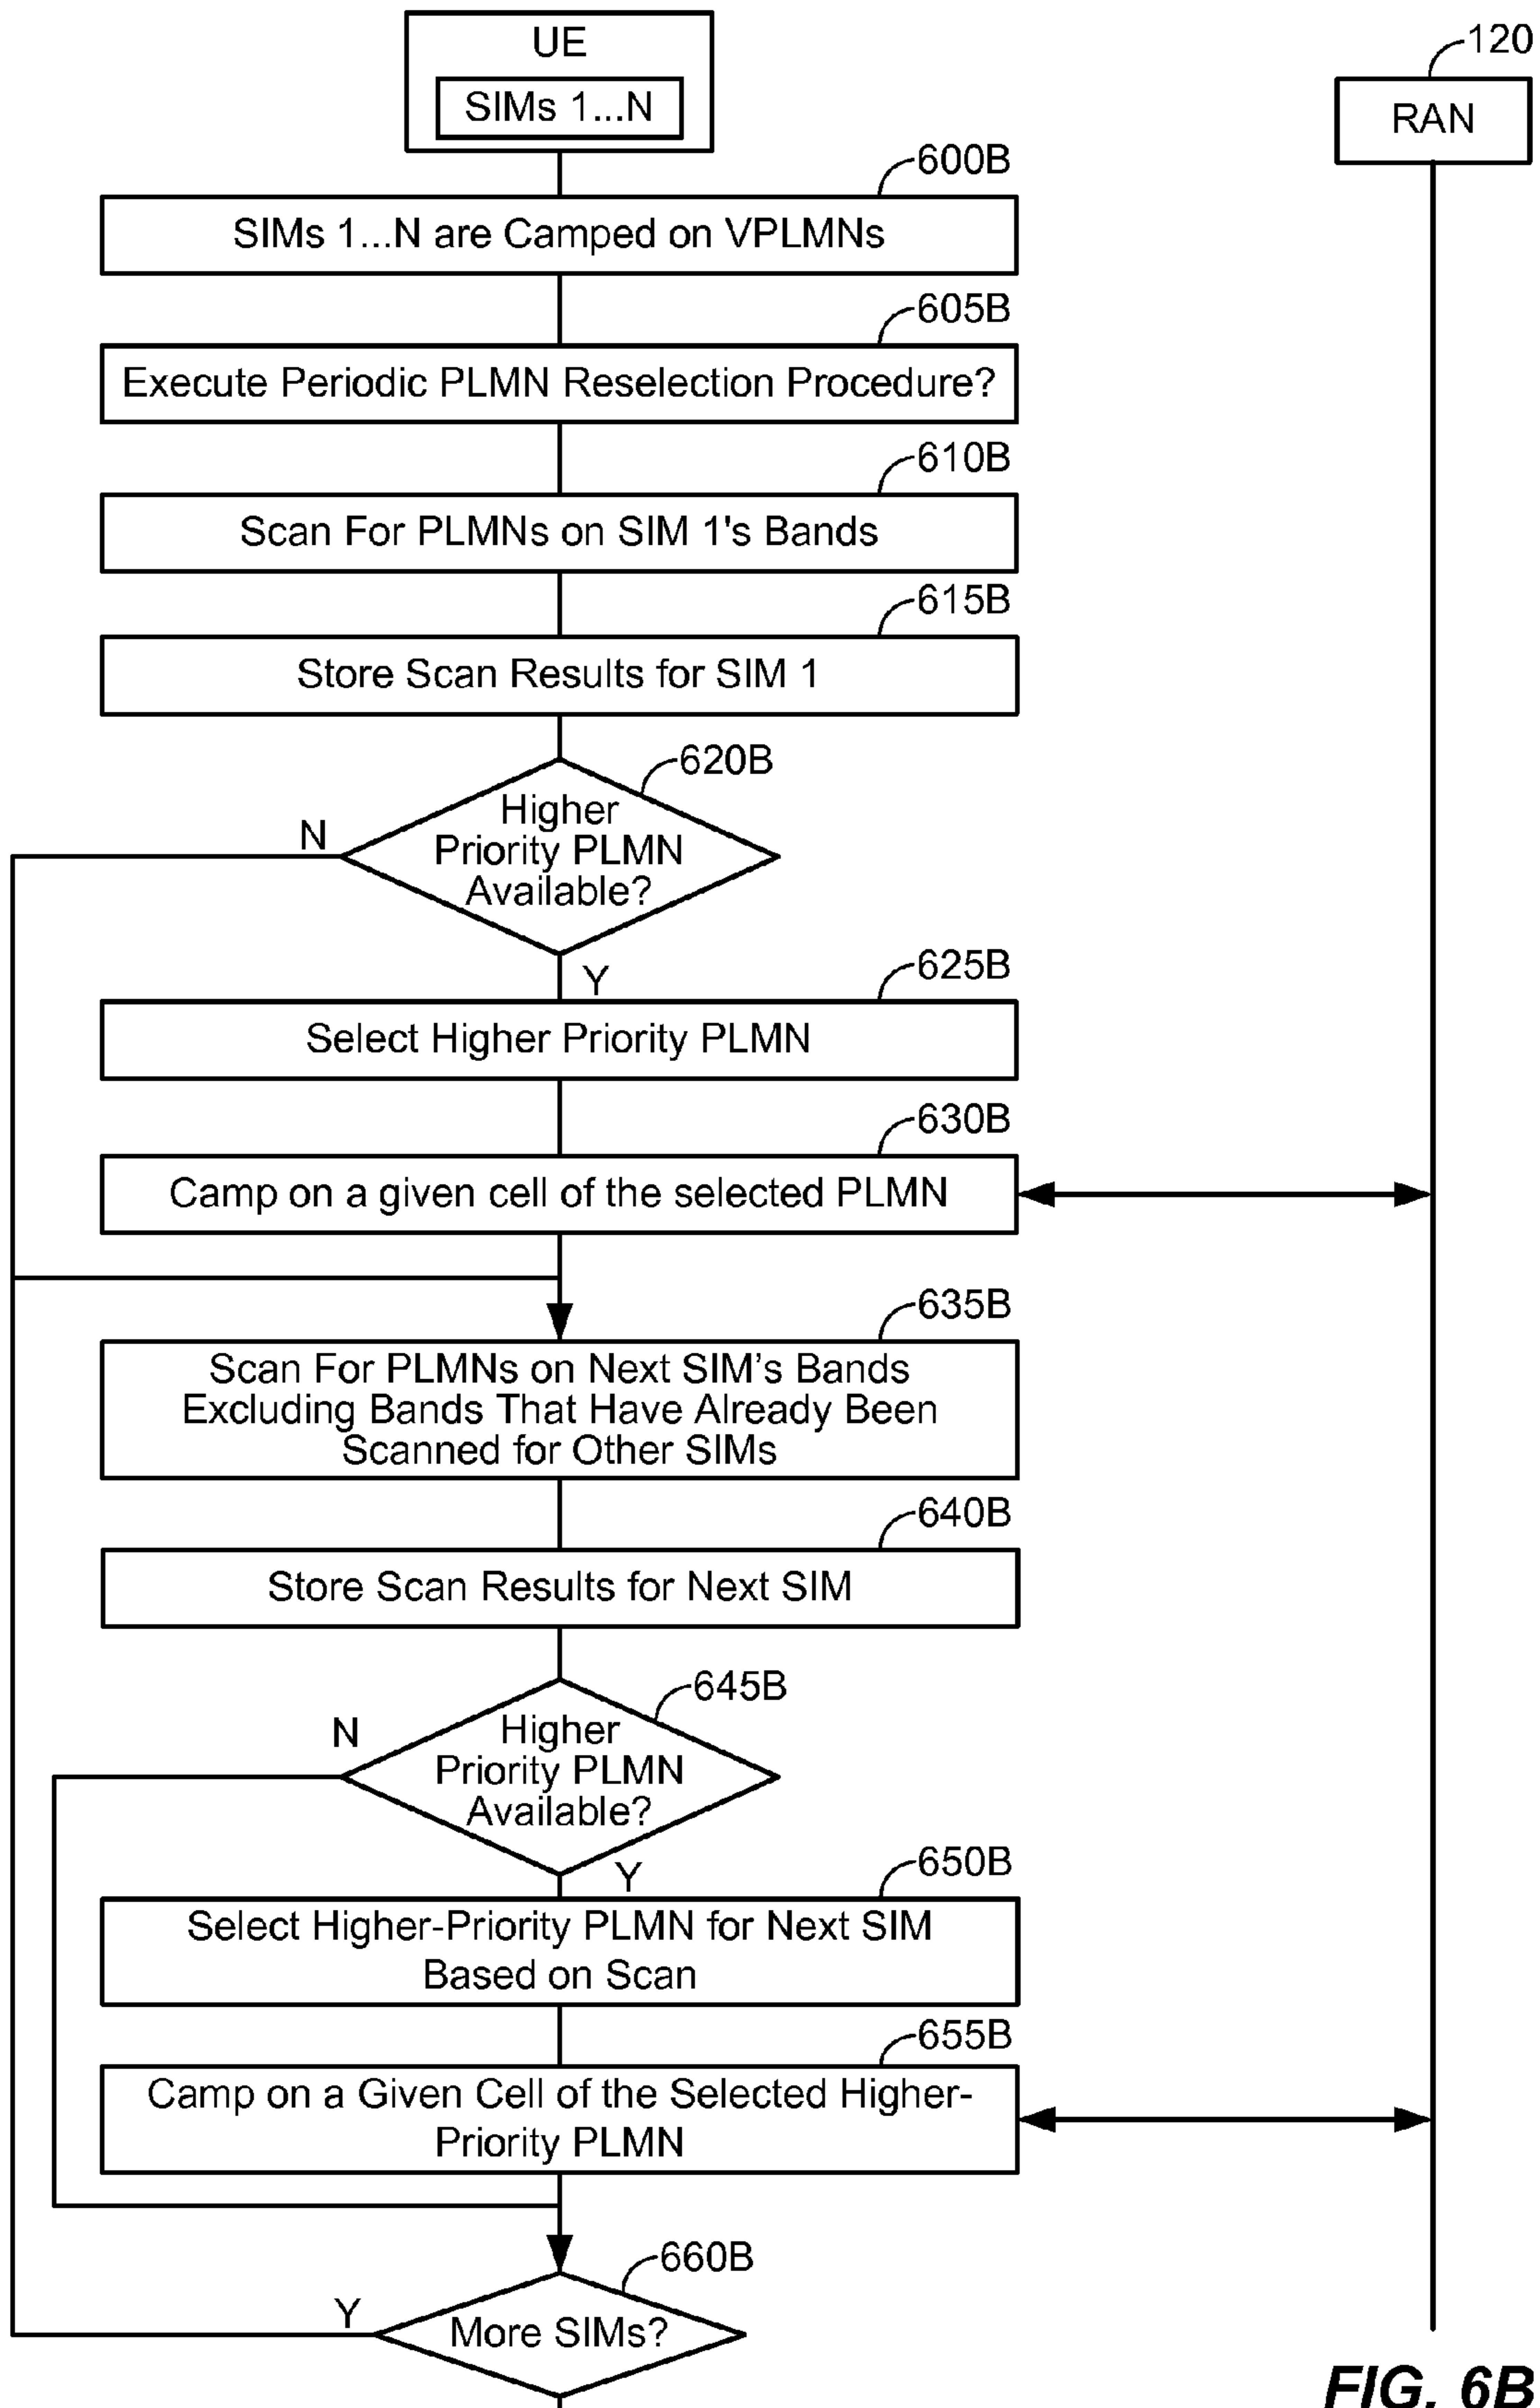 UE
SIMs 1...N
120
RAN
600B
SIMs 1...N are Camped on VPLMNs
605B
Execute Periodic PLMN Reselection Procedure?
610B
Scan For PLMNs on SIM 1's Bands
615B
Store Scan Results for SIM 1
620B
Higher
Priority PLMN
Available?
N
Y
625B
Select Higher Priority PLMN
630B
Camp on a given cell of the selected PLMN
635B
Scan For PLMNs on Next SIM’s Bands
Excluding Bands That Have Already Been
Scanned for Other SIMs
640B
Store Scan Results for Next SIM
645B
Higher
Priority PLMN
Available?
N
Y
650B
Select Higher-Priority PLMN for Next SIM
Based on Scan
655B
Camp on a Given Cell of the Selected Higher-
Priority PLMN
660B
More SIMs?
Y
FIG. 6B